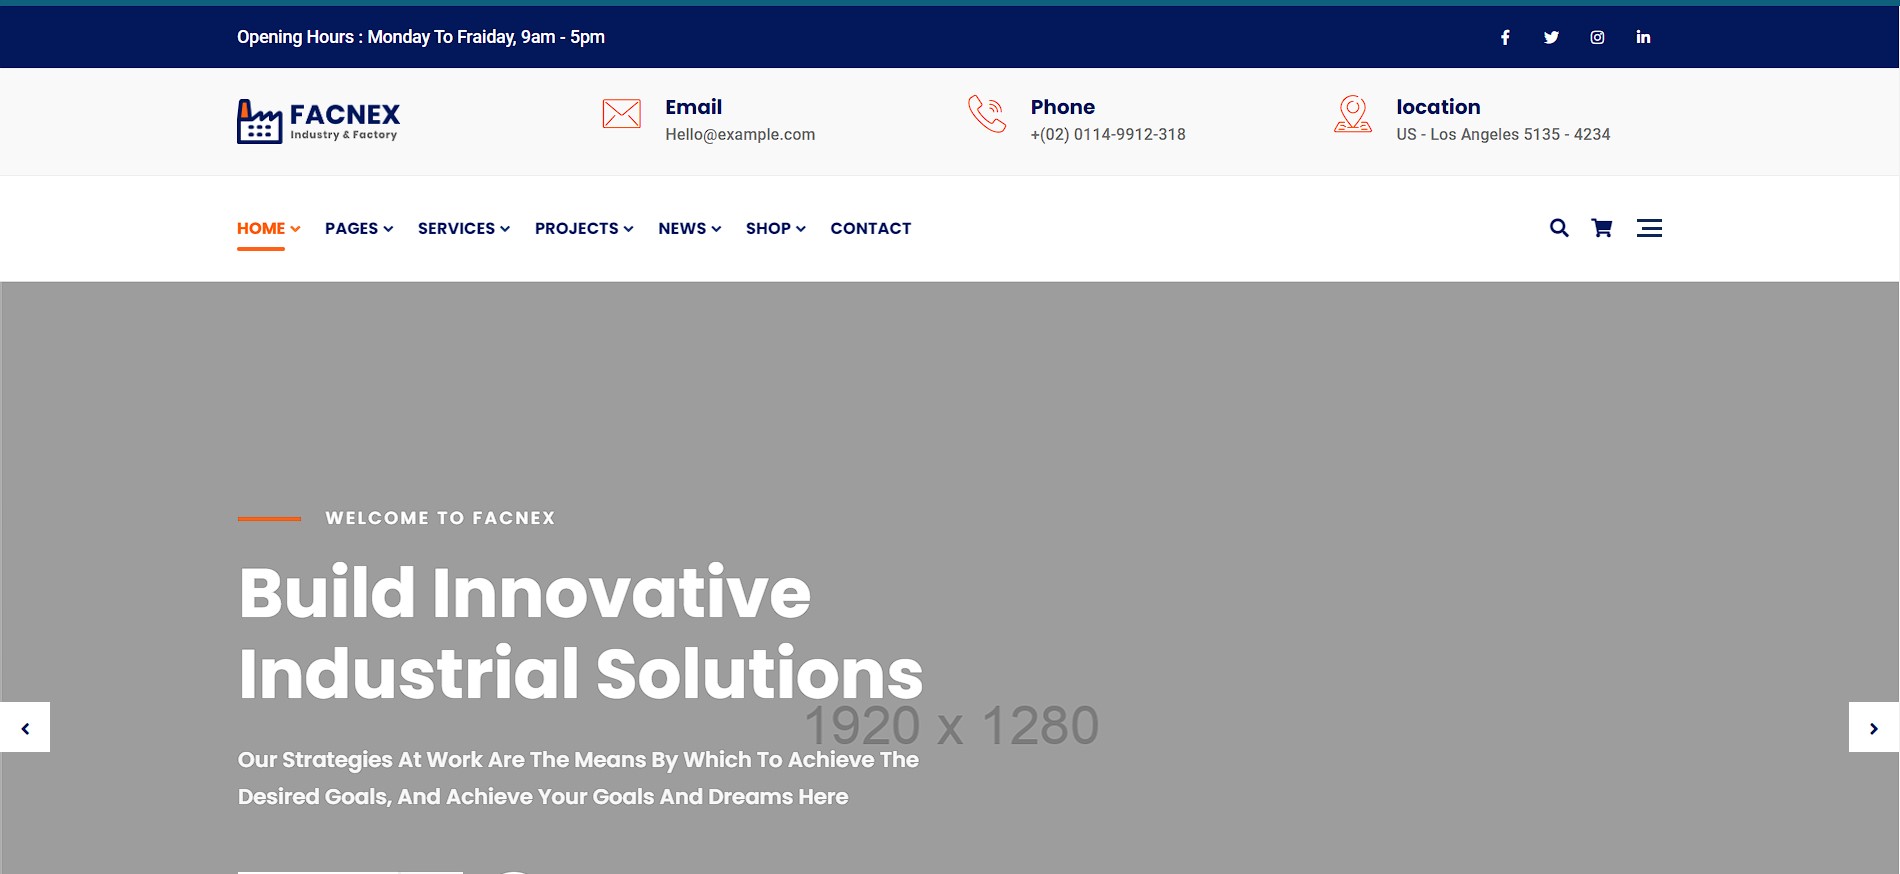 Opening Hours : Monday To Fraiday, 9am - 5pm
FACNEX
Industry & Factory
Email
Hello@example.com
Phone
+(02) 0114-9912-318
location
US - Los Angeles 5135 - 4234
HOME PAGES SERVICES PROJECTS NEWS SHOP CONTACT
WELCOME TO FACNEX
Build Innovative
Industrial Solutions
1920 x 1280
Our Strategies At Work Are The Means By Which To Achieve The
Desired Goals, And Achieve Your Goals And Dreams Here